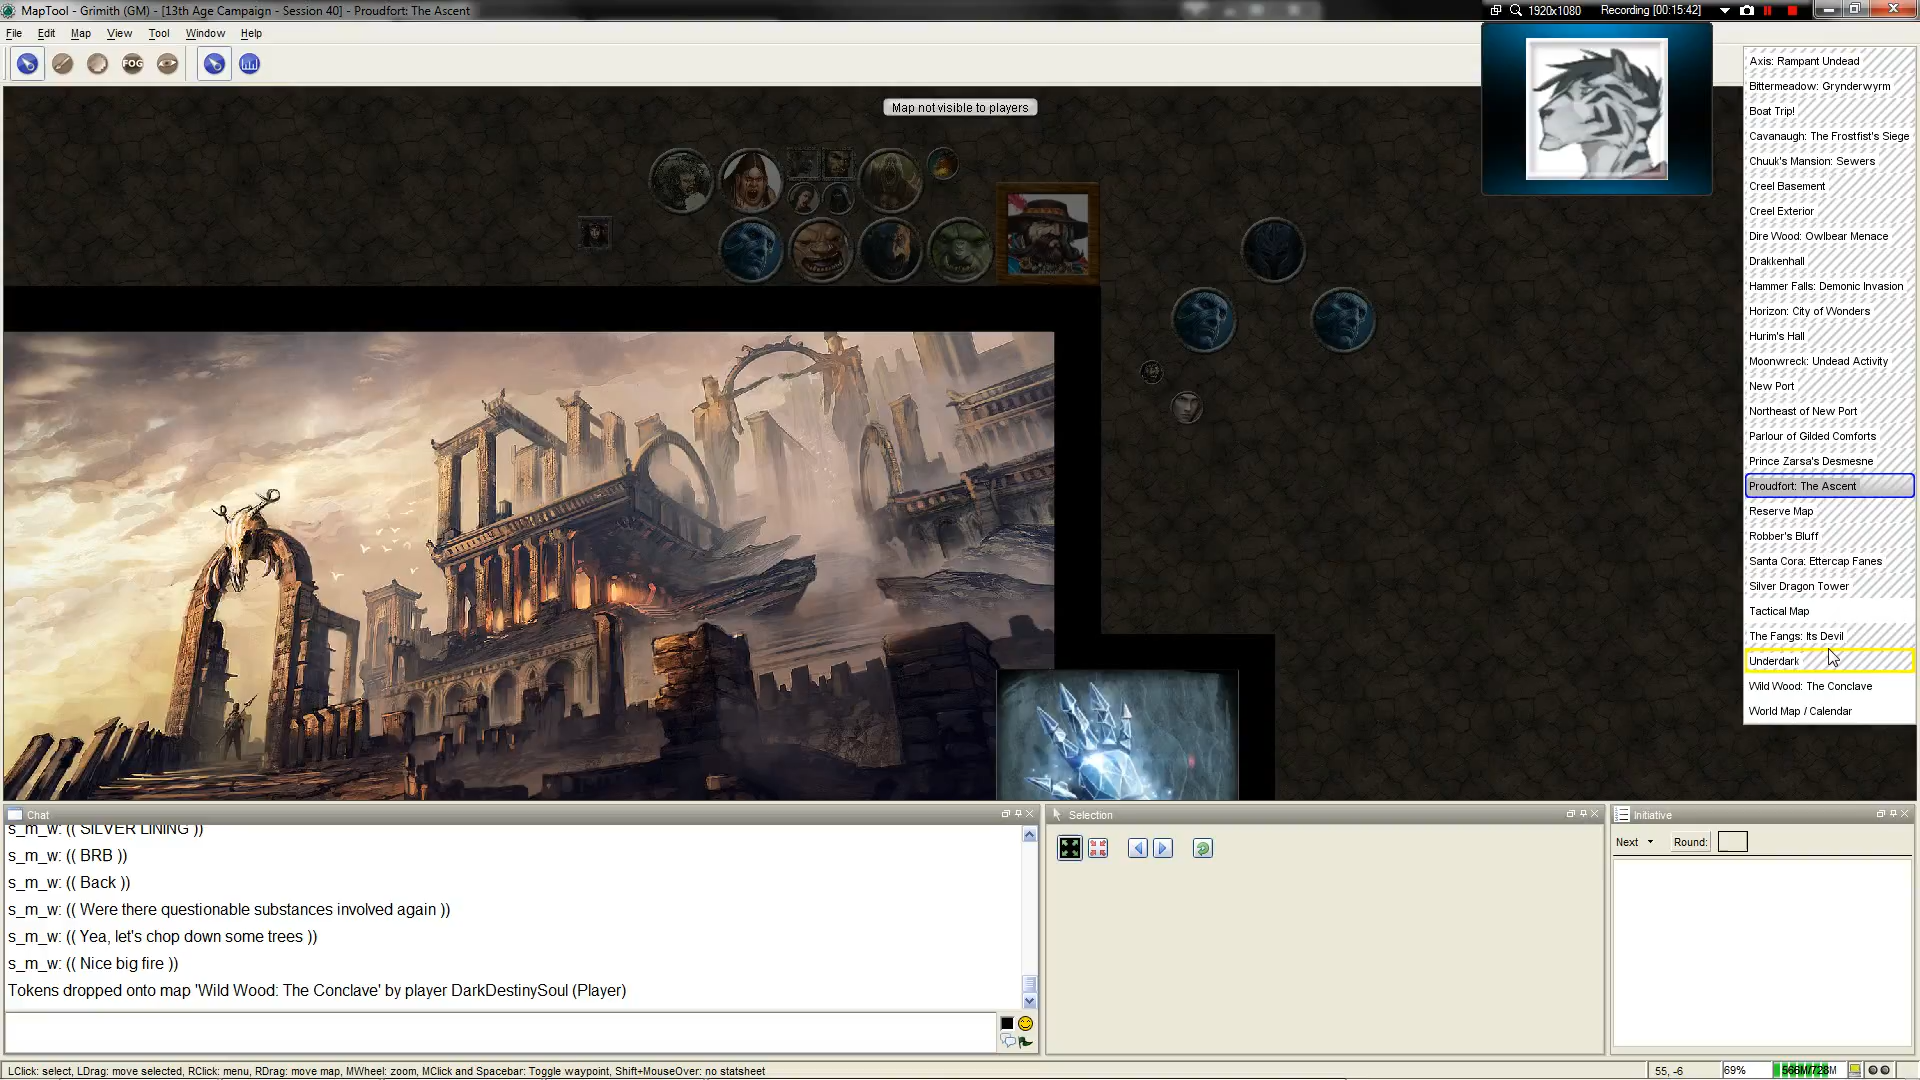 MapTool - Grimith (GM) - [13th Age Campaign - Session 40] - Proudfort: The Ascent
1920x1080
Recording [00:15:42]
File Edit Map View Tool Window Help
FOG
Map not visible to players
Axis: Rampant Undead
Bittermeadow: Grynderwyrm
Boat Trip!
Cavanaugh: The Frostfist's Siege
Chuuk's Mansion: Sewers
Creel Basement
Creel Exterior
Dire Wood: Owlbear Menace
Drakkenhall
Hammer Falls: Demonic Invasion
Horizon: City of Wonders
Hurim's Hall
Moonwreck: Undead Activity
New Port
Northeast of New Port
Parlour of Gilded Comforts
Prince Zarsa's Desmesne
Proudfort: The Ascent
Reserve Map
Robber's Bluff
Santa Cora: Ettercap Fanes
Silver Dragon Tower
Tactical Map
The Fangs: Its Devil
Underdark
Wild Wood: The Conclave
World Map / Calendar
Chat
s_m_w: (( SILVER LINING ))
s_m_w: (( BRB ))
s_m_w: (( Back ))
s_m_w: (( Were there questionable substances involved again ))
s_m_w: (( Yea, let's chop down some trees ))
s_m_w: (( Nice big fire ))
Tokens dropped onto map 'Wild Wood: The Conclave' by player DarkDestinySoul (Player)
Selection
Initiative
Next
Round:
LClick: select, LDrag: move selected, RClick: menu, RDrag: move map, MWheel: zoom, MClick and Spacebar: Toggle waypoint, Shift+MouseOver: no statsheet
55, -6
69%
566M/728M